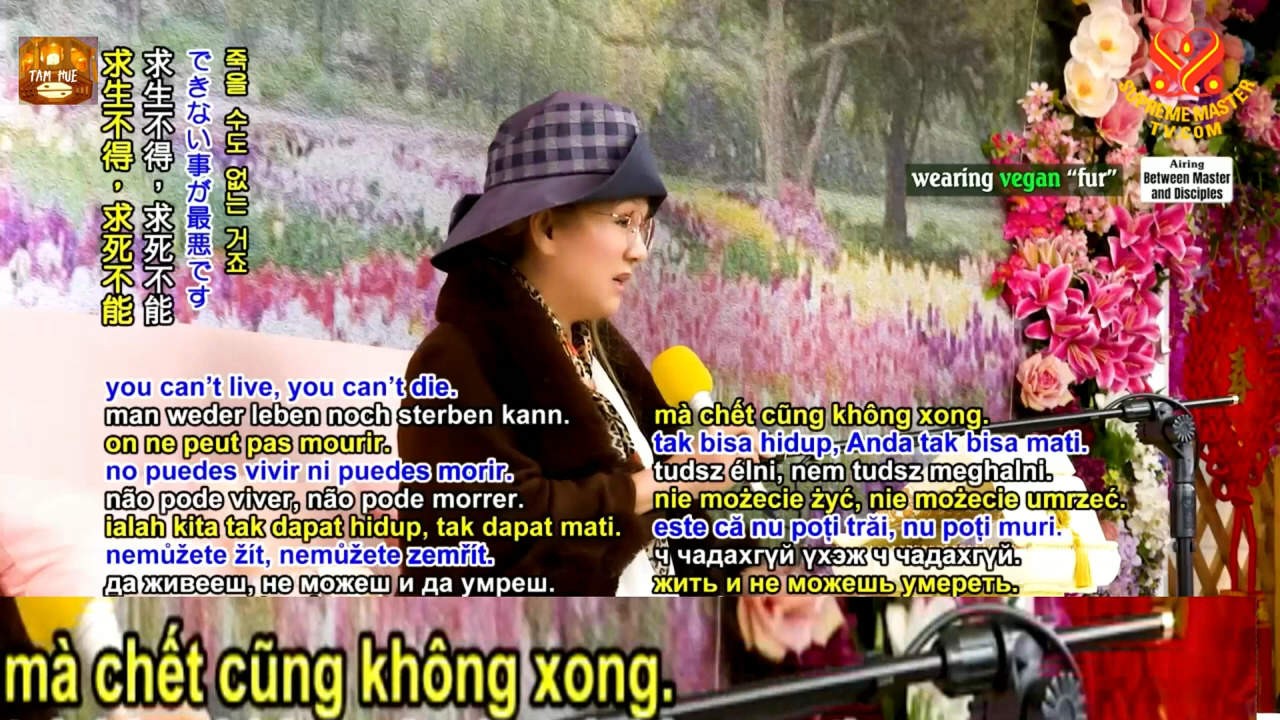 TAM HUE
求生不得，求死不能
求生不得，求死不能
できない事が最悪です
죽을 수도 없는 거죠
SUPREME MASTER
TV.COM
wearing vegan “fur”
Airing
Between Master
and Disciples
you can’t live, you can’t die.
man weder leben noch sterben kann.
on ne peut pas mourir.
no puedes vivir ni puedes morir.
não pode viver, não pode morrer.
ialah kita tak dapat hidup, tak dapat mati.
nemůžete žít, nemůžete zemřít.
да живееш, не можеш и да умреш.
mà chết cũng không xong.
tak bisa hidup, Anda tak bisa mati.
tudsz élni, nem tudsz meghalni.
nie możecie żyć, nie możecie umrzeć.
este că nu poți trăi, nu poți muri.
ч чадахгүй үхэж ч чадахгүй.
жить и не можешь умереть.
mà chết cũng không xong.